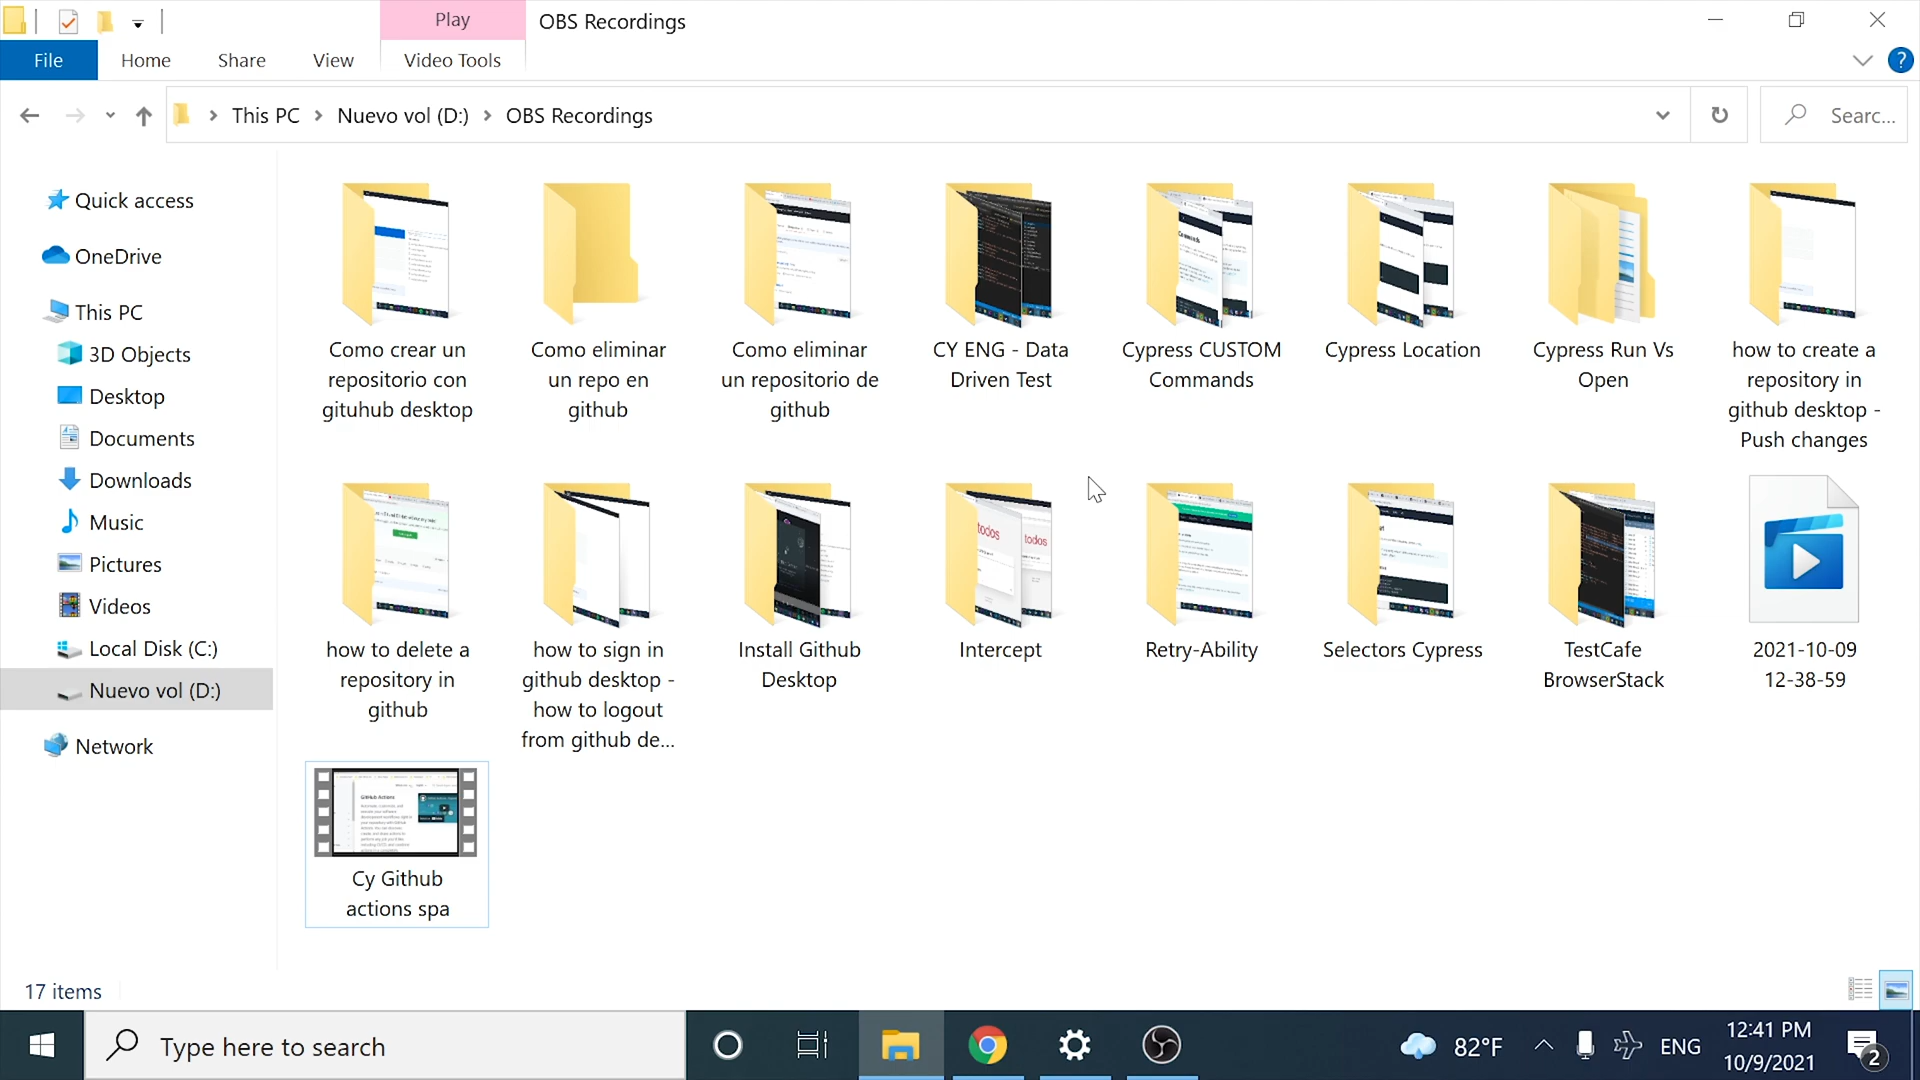 Play
OBS Recordings
File
Home
Share
View
Video Tools
?
This PC
Nuevo vol (D:)
OBS Recordings
Searc...
Quick access
OneDrive
This PC
3D Objects
Desktop
Documents
Downloads
Music
Pictures
Videos
Local Disk (C:)
Nuevo vol (D:)
Network
Como crear un
repositorio con
gituhub desktop
Como eliminar
un repo en
github
Como eliminar
un repositorio de
github
CY ENG - Data
Driven Test
Cypress CUSTOM
Commands
Cypress Location
Cypress Run Vs
Open
how to create a
repository in
github desktop -
Push changes
how to delete a
repository in
github
how to sign in
github desktop -
how to logout
from github de...
Install Github
Desktop
todos
todos
Intercept
Retry-Ability
Selectors Cypress
TestCafe
BrowserStack
2021-10-09
12-38-59
GitHub Actions
Cy Github
actions spa
17 items
Type here to search
82°F
ENG
12:41 PM
10/9/2021
2